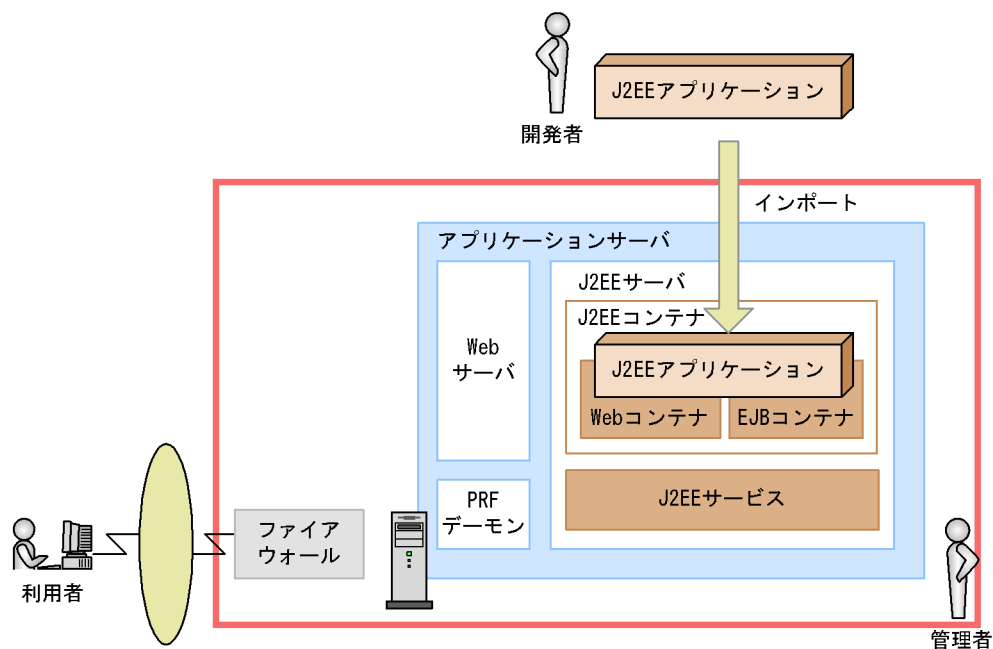 J2EEアプリケーション
開発者
インポート
アプリケーションサーバ
J2EEサーバ
J2EEコンテナ
Web
サーバ
J2EEアプリケーション
Webコンテナ
EJBコンテナ
PRF
デーモン
J2EEサービス
ファイア
ウォール
利用者
管理者